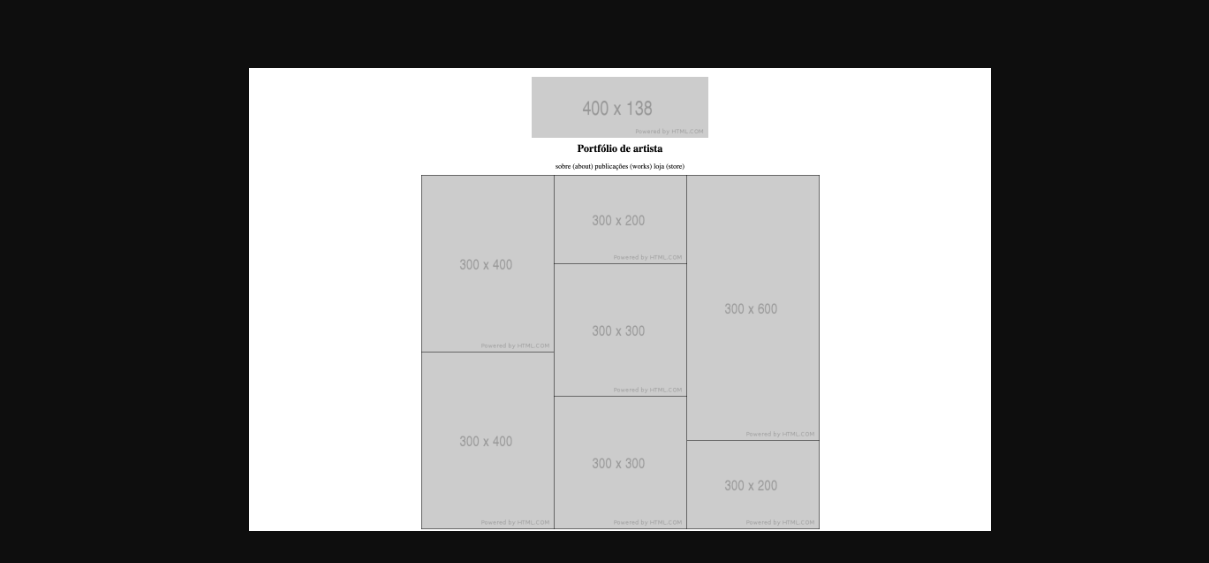 400 x 138
Powered by HTML.COM
Portfólio de artista
sobre (about) publicações (works) loja (store)
300 x 400
Powered by HTML.COM
300 x 400
Powered by HTML.COM
300 x 200
Powered by HTML.COM
300 x 300
Powered by HTML.COM
300 x 300
Powered by HTML.COM
300 x 600
Powered by HTML.COM
300 x 200
Powered by HTML.COM